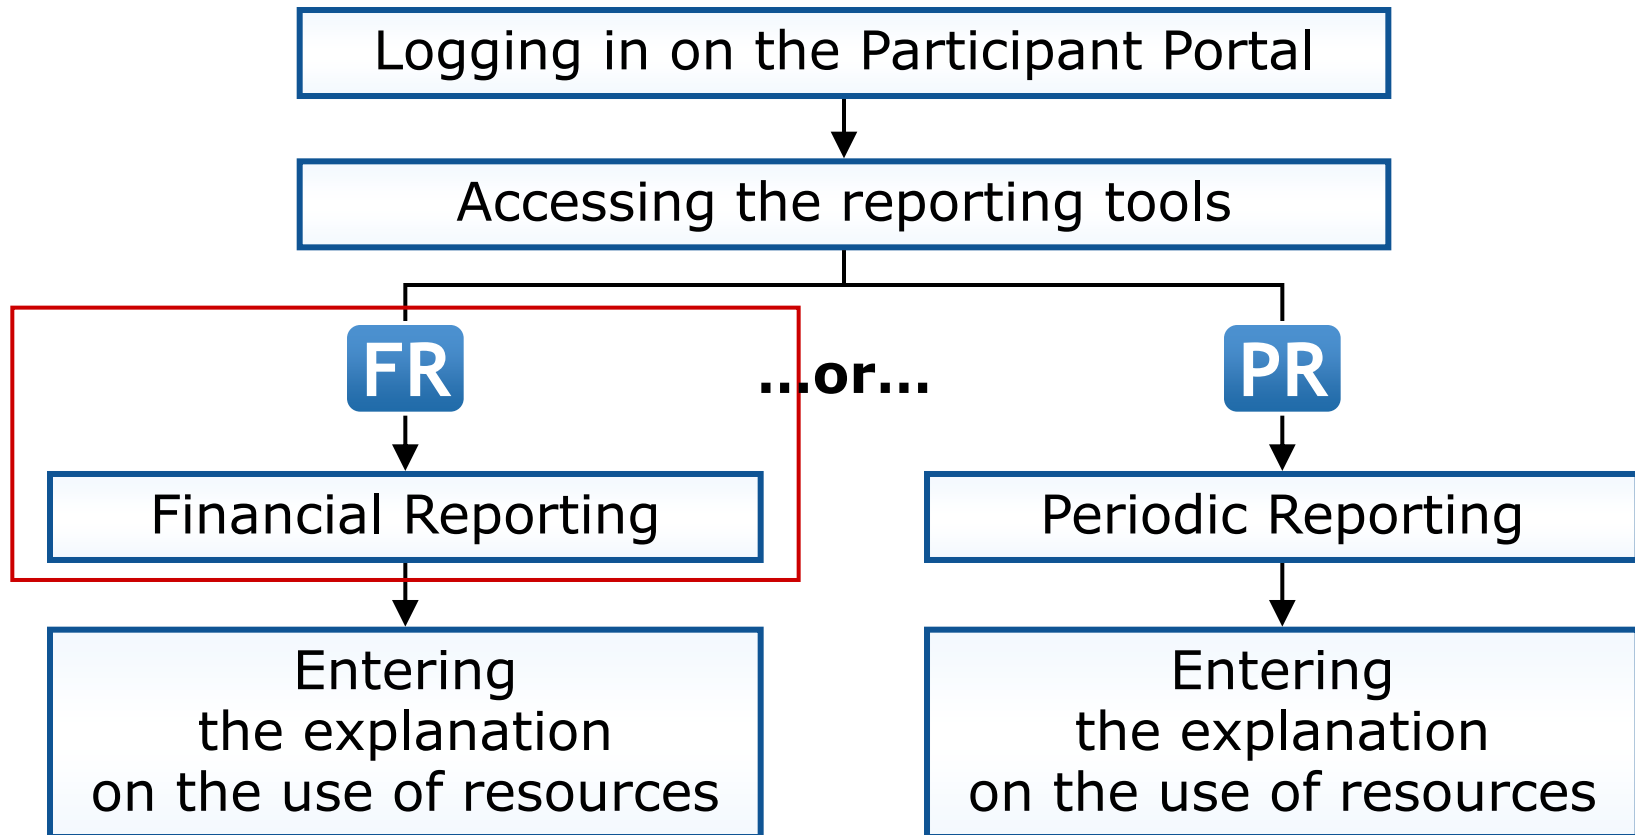 Logging in on the Participant Portal
Accessing the reporting tools
FR
…or…
PR
Financial Reporting
Periodic Reporting
Entering
the explanation
on the use of resources
Entering
the explanation
on the use of resources